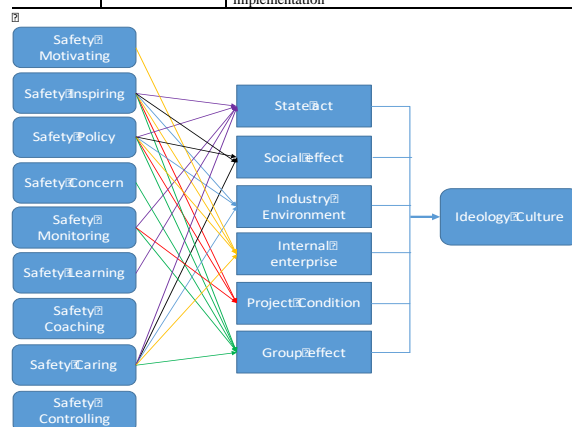 implementation
Safety
Motivating
Safety Inspiring
Safety Policy
Safety Concern
Safety
Monitoring
Safety Learning
Safety
Coaching
Safety Caring
Safety
Controlling
State act
Social effect
Industry
Environment
Internal
enterprise
Project Condition
Group effect
Ideology Culture